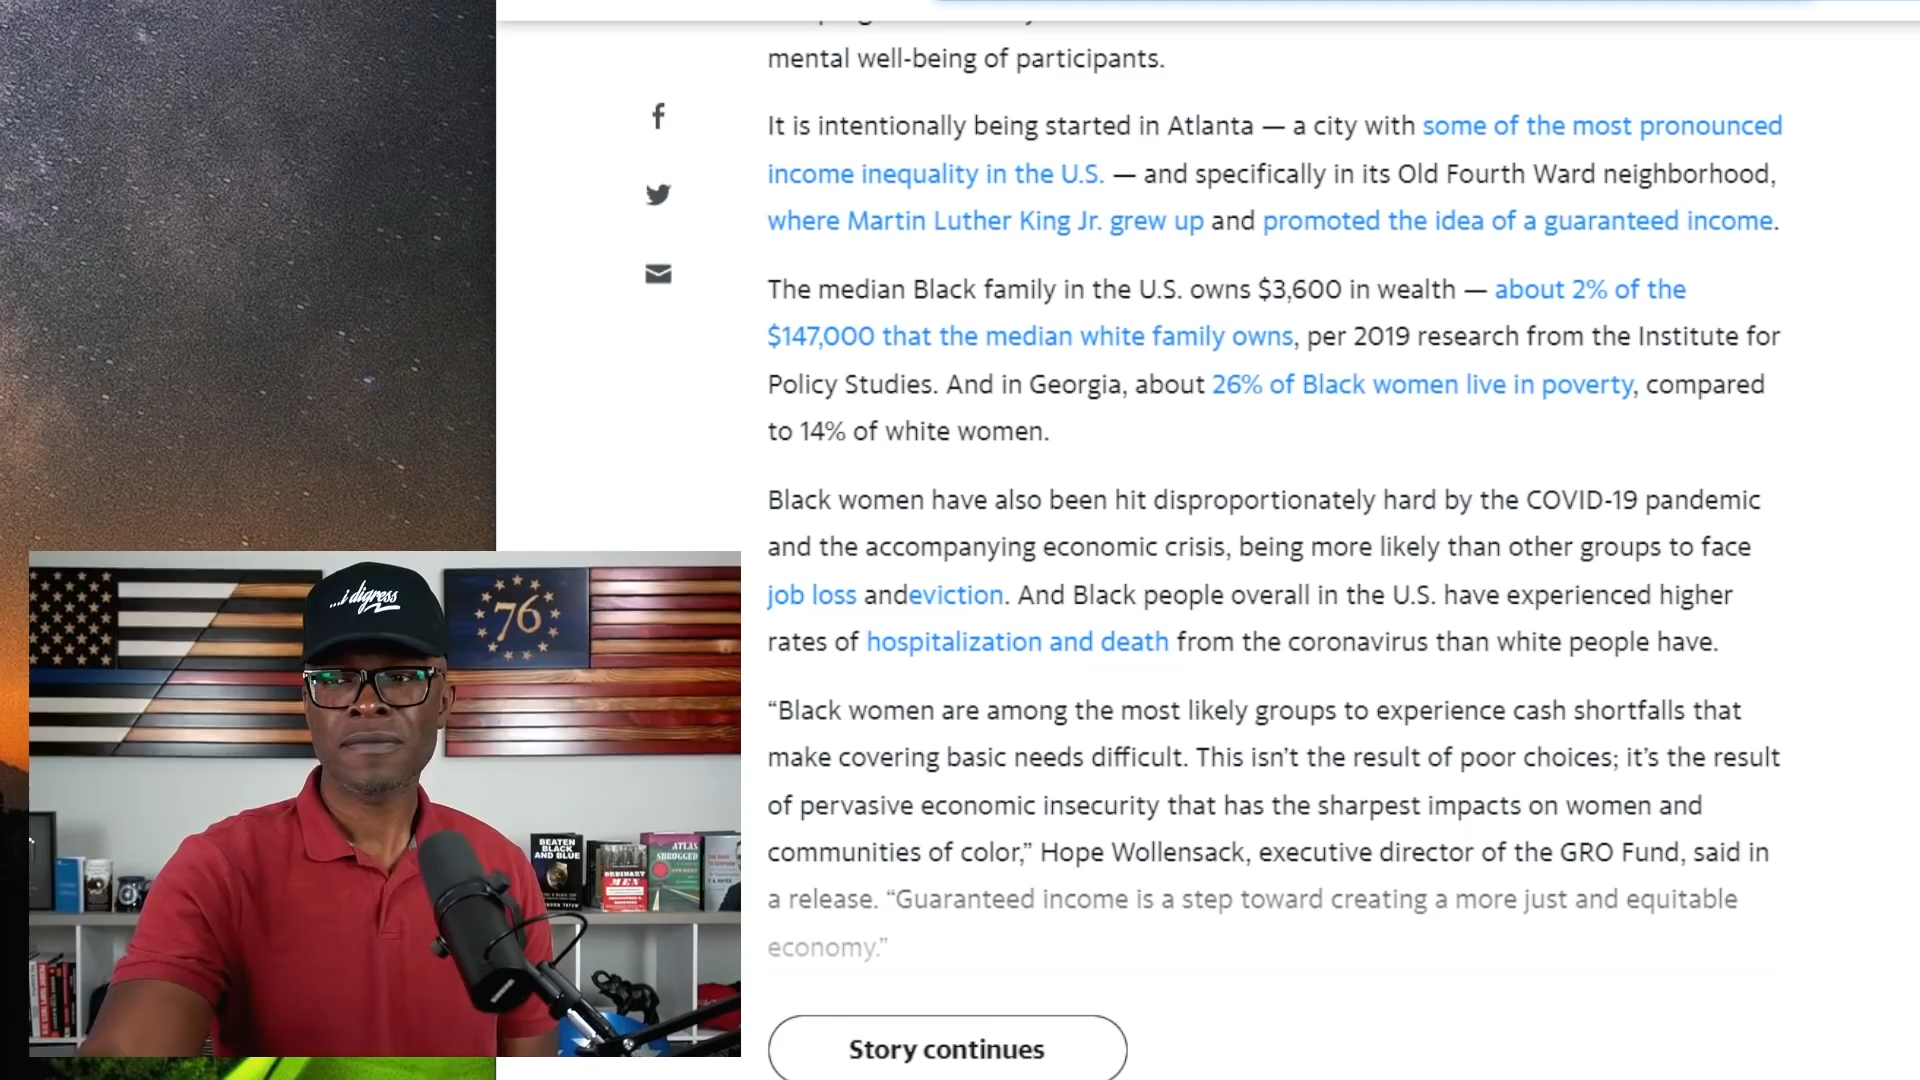 mental well-being of participants.
It is intentionally being started in Atlanta — a city with some of the most pronounced
income inequality in the U.S. — and specifically in its Old Fourth Ward neighborhood,
where Martin Luther King Jr. grew up and promoted the idea of a guaranteed income.
The median Black family in the U.S. owns $3,600 in wealth — about 2% of the
$147,000 that the median white family owns, per 2019 research from the Institute for
Policy Studies. And in Georgia, about 26% of Black women live in poverty, compared
to 14% of white women.
Black women have also been hit disproportionately hard by the COVID-19 pandemic
and the accompanying economic crisis, being more likely than other groups to face
job loss andeviction. And Black people overall in the U.S. have experienced higher
rates of hospitalization and death from the coronavirus than white people have.
“Black women are among the most likely groups to experience cash shortfalls that
make covering basic needs difficult. This isn’t the result of poor choices; it’s the result
of pervasive economic insecurity that has the sharpest impacts on women and
communities of color,” Hope Wollensack, executive director of the GRO Fund, said in
a release. “Guaranteed income is a step toward creating a more just and equitable
economy.”
Story continues
...i digress
76
BEATEN
BLACK
AND BLUE
ORDINARY
MEN
ATLAS
SHRUGGED